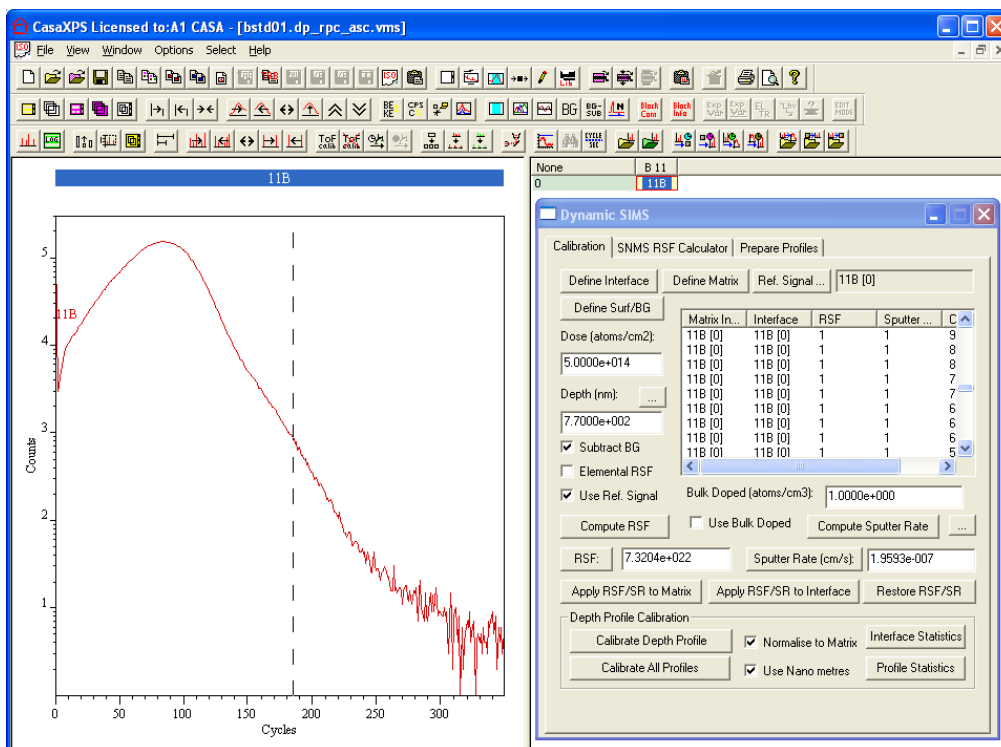 CasaXPS Licensed to:A1 CASA - [bstd01.dp_rpc_asc.vms]
File View Window Options Select Help
11B
5
4
3
2
1
11B
Counts
0 50 100 150 200 250 300
Cycles
None B 11
0 11B
Dynamic SIMS
Calibration SNMS RSF Calculator Prepare Profiles
Define Interface Define Matrix Ref. Signal ... 11B [0]
Define Surf/BG
Matrix In... Interface RSF Sputter ... C
11B [0] 11B [0] 1 1 9
11B [0] 11B [0] 1 1 8
11B [0] 11B [0] 1 1 8
11B [0] 11B [0] 1 1 7
11B [0] 11B [0] 1 1 7
11B [0] 11B [0] 1 1 6
11B [0] 11B [0] 1 1 6
11B [0] 11B [0] 1 1 6
11B [0] 11B [0] 1 1 5
Dose (atoms/cm2):
5.0000e+014
Depth (nm): ...
7.7000e+002
Subtract BG
Elemental RSF
Use Ref. Signal
Bulk Doped (atoms/cm3): 1.0000e+000
Compute RSF Use Bulk Doped Compute Sputter Rate ...
RSF: 7.3204e+022 Sputter Rate (cm/s): 1.9593e-007
Apply RSF/SR to Matrix Apply RSF/SR to Interface Restore RSF/SR
Depth Profile Calibration
Calibrate Depth Profile Normalise to Matrix Interface Statistics
Calibrate All Profiles Use Nano metres Profile Statistics